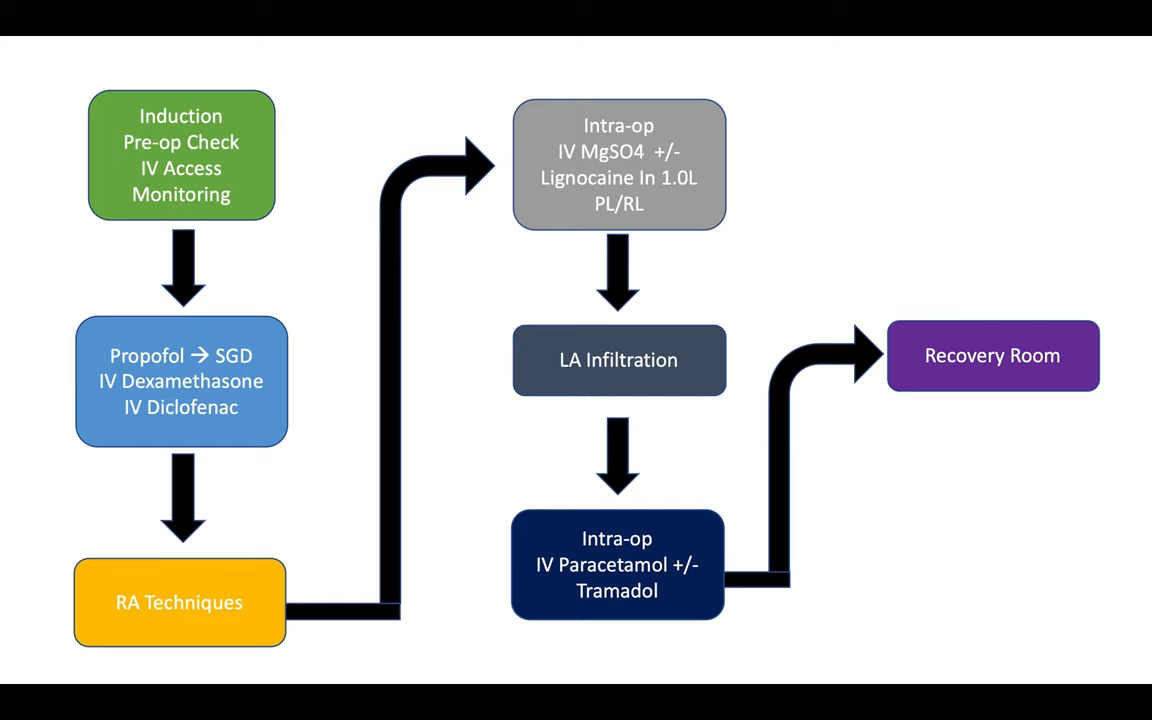 Induction
Pre-op Check
IV Access
Monitoring
Propofol → SGD
IV Dexamethasone
IV Diclofenac
RA Techniques
Intra-op
IV MgSO4 +/-
Lignocaine In 1.0L
PL/RL
LA Infiltration
Intra-op
IV Paracetamol +/-
Tramadol
Recovery Room